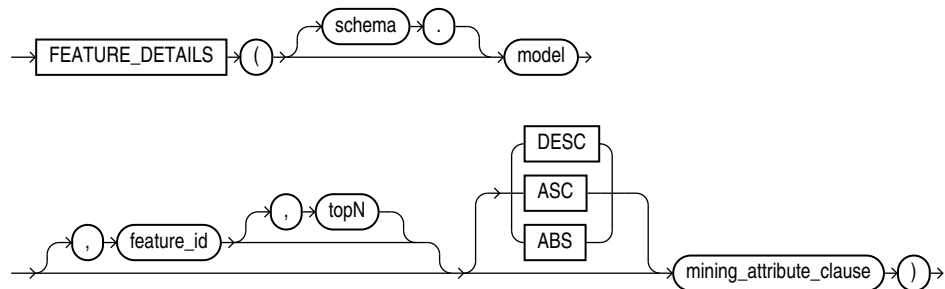 FEATURE_DETAILS ( schema . model
, feature_id , topN DESC ASC ABS mining_attribute_clause )